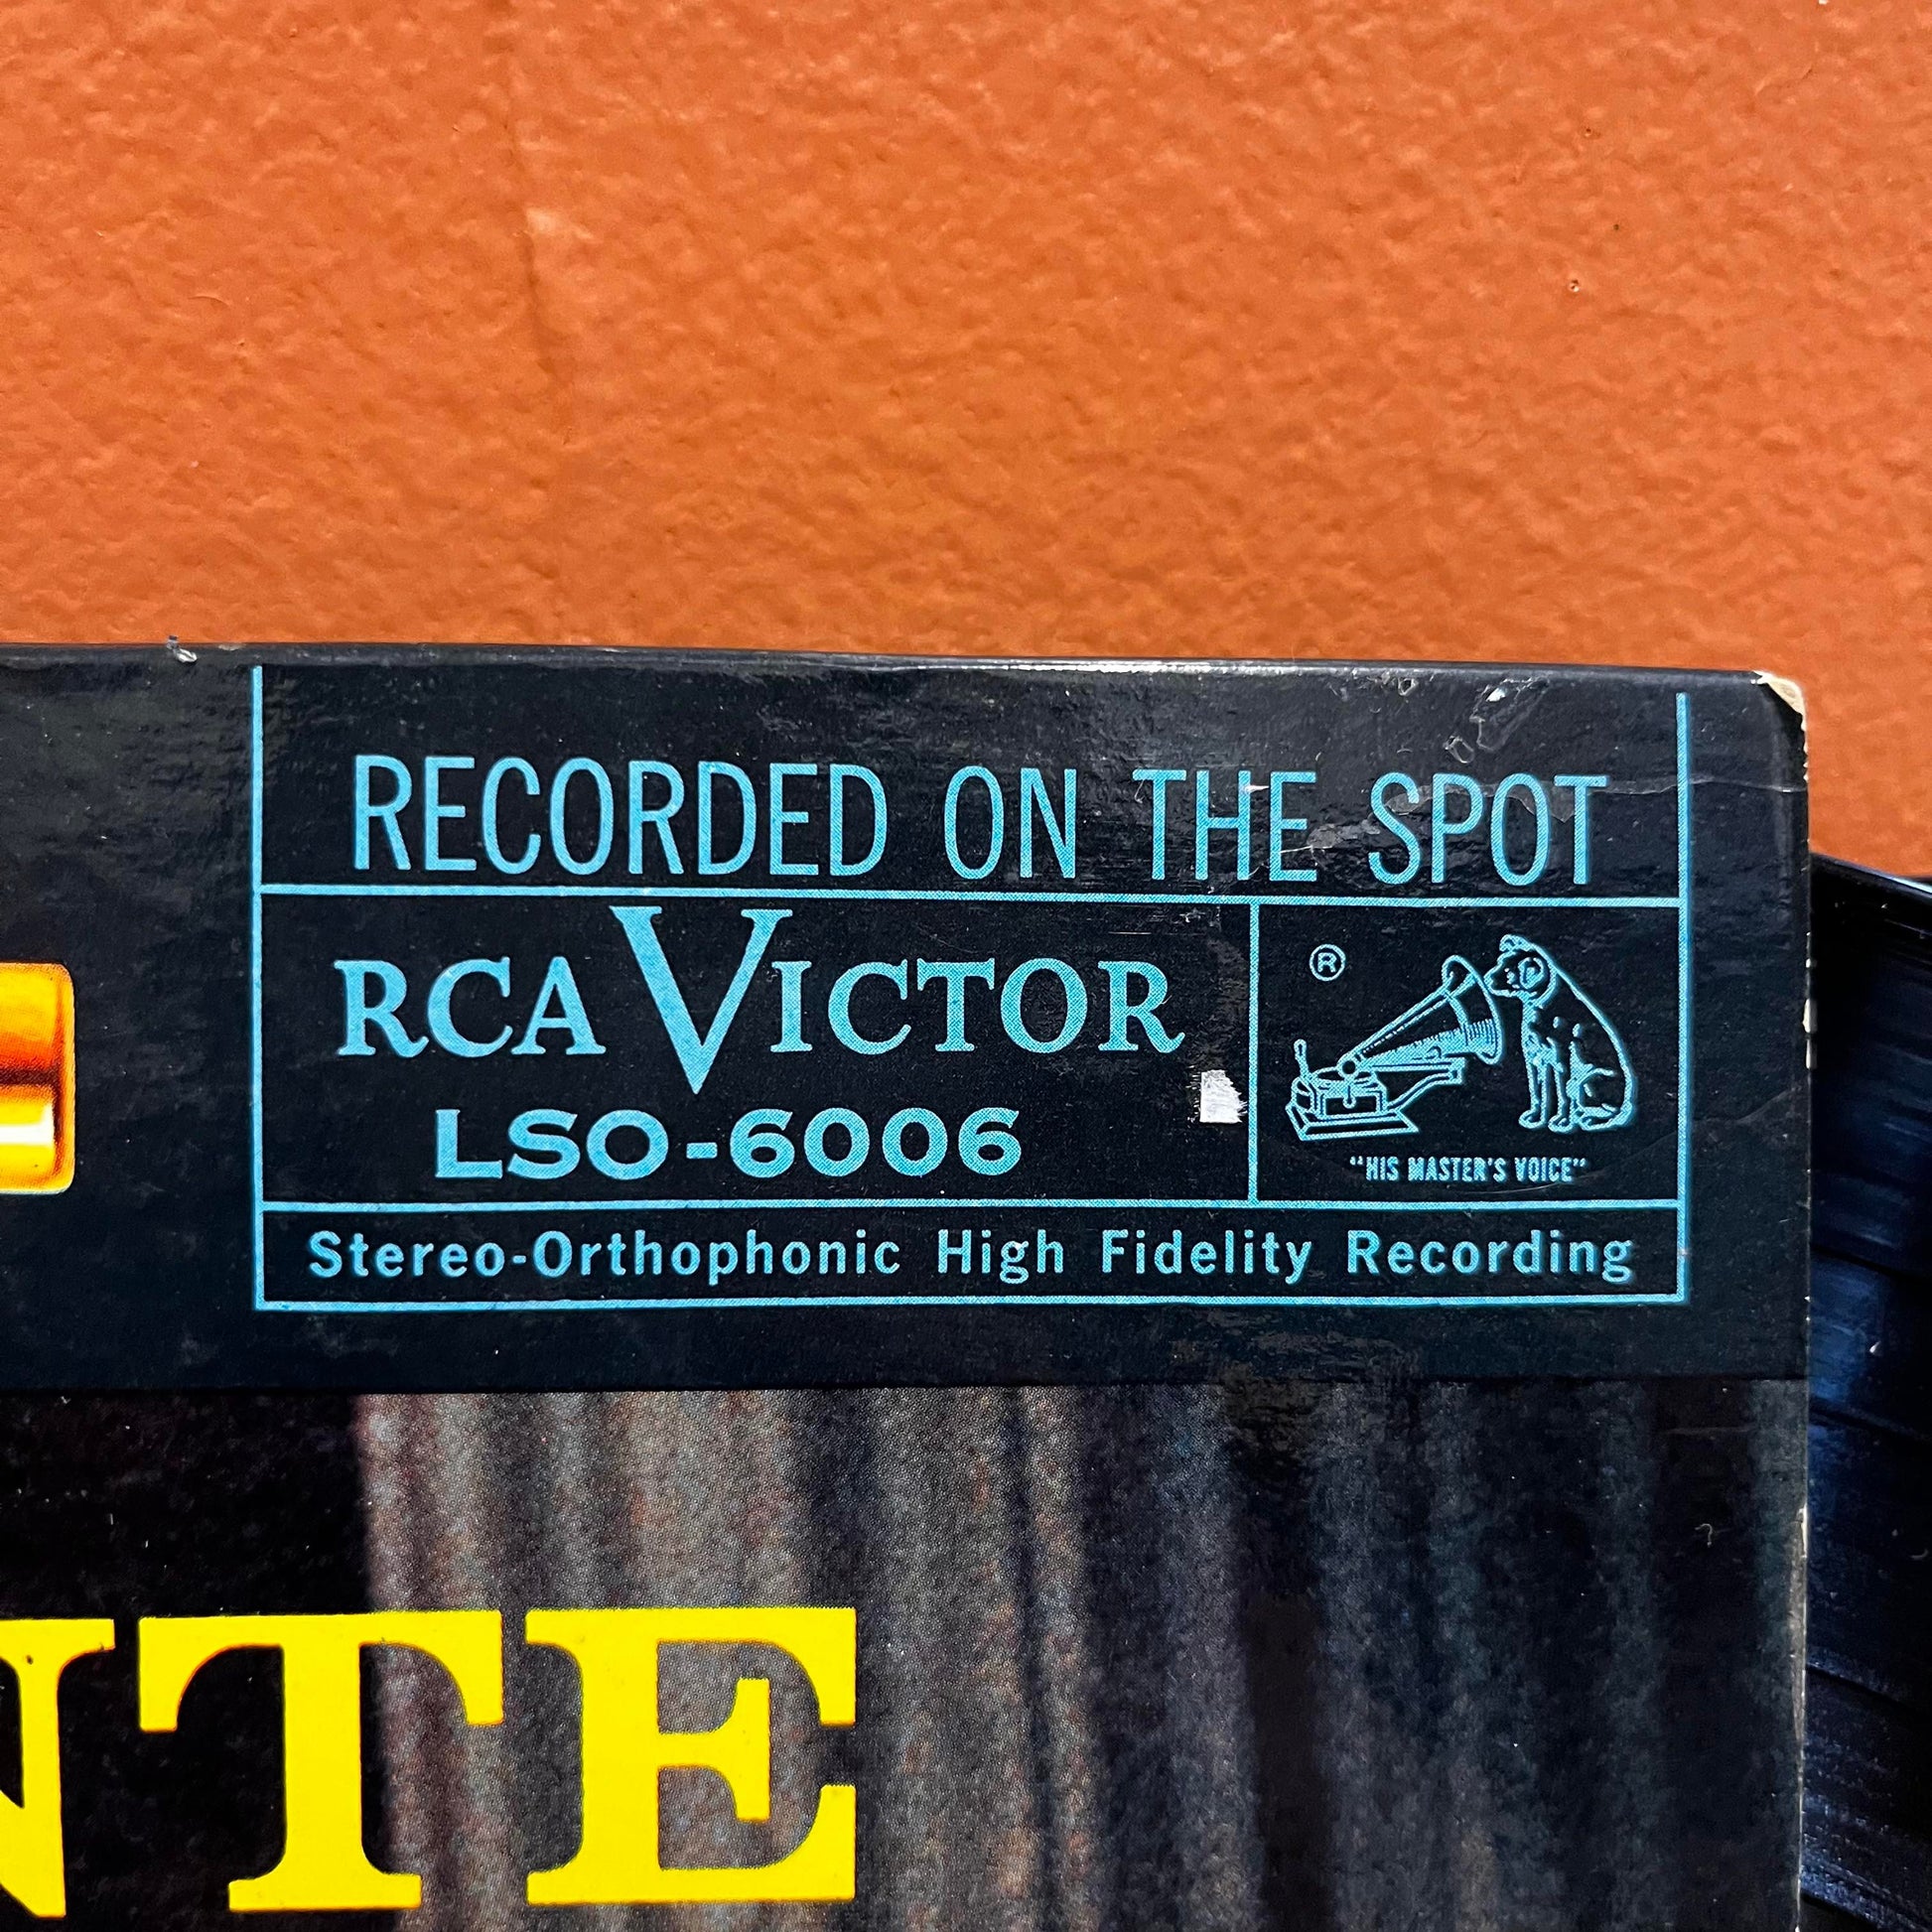 RECORDED ON THE SPOT
RCA VICTOR
®
LSO-6006
"HIS MASTER'S VOICE"
Stereo-Orthophonic High Fidelity Recording
NTE